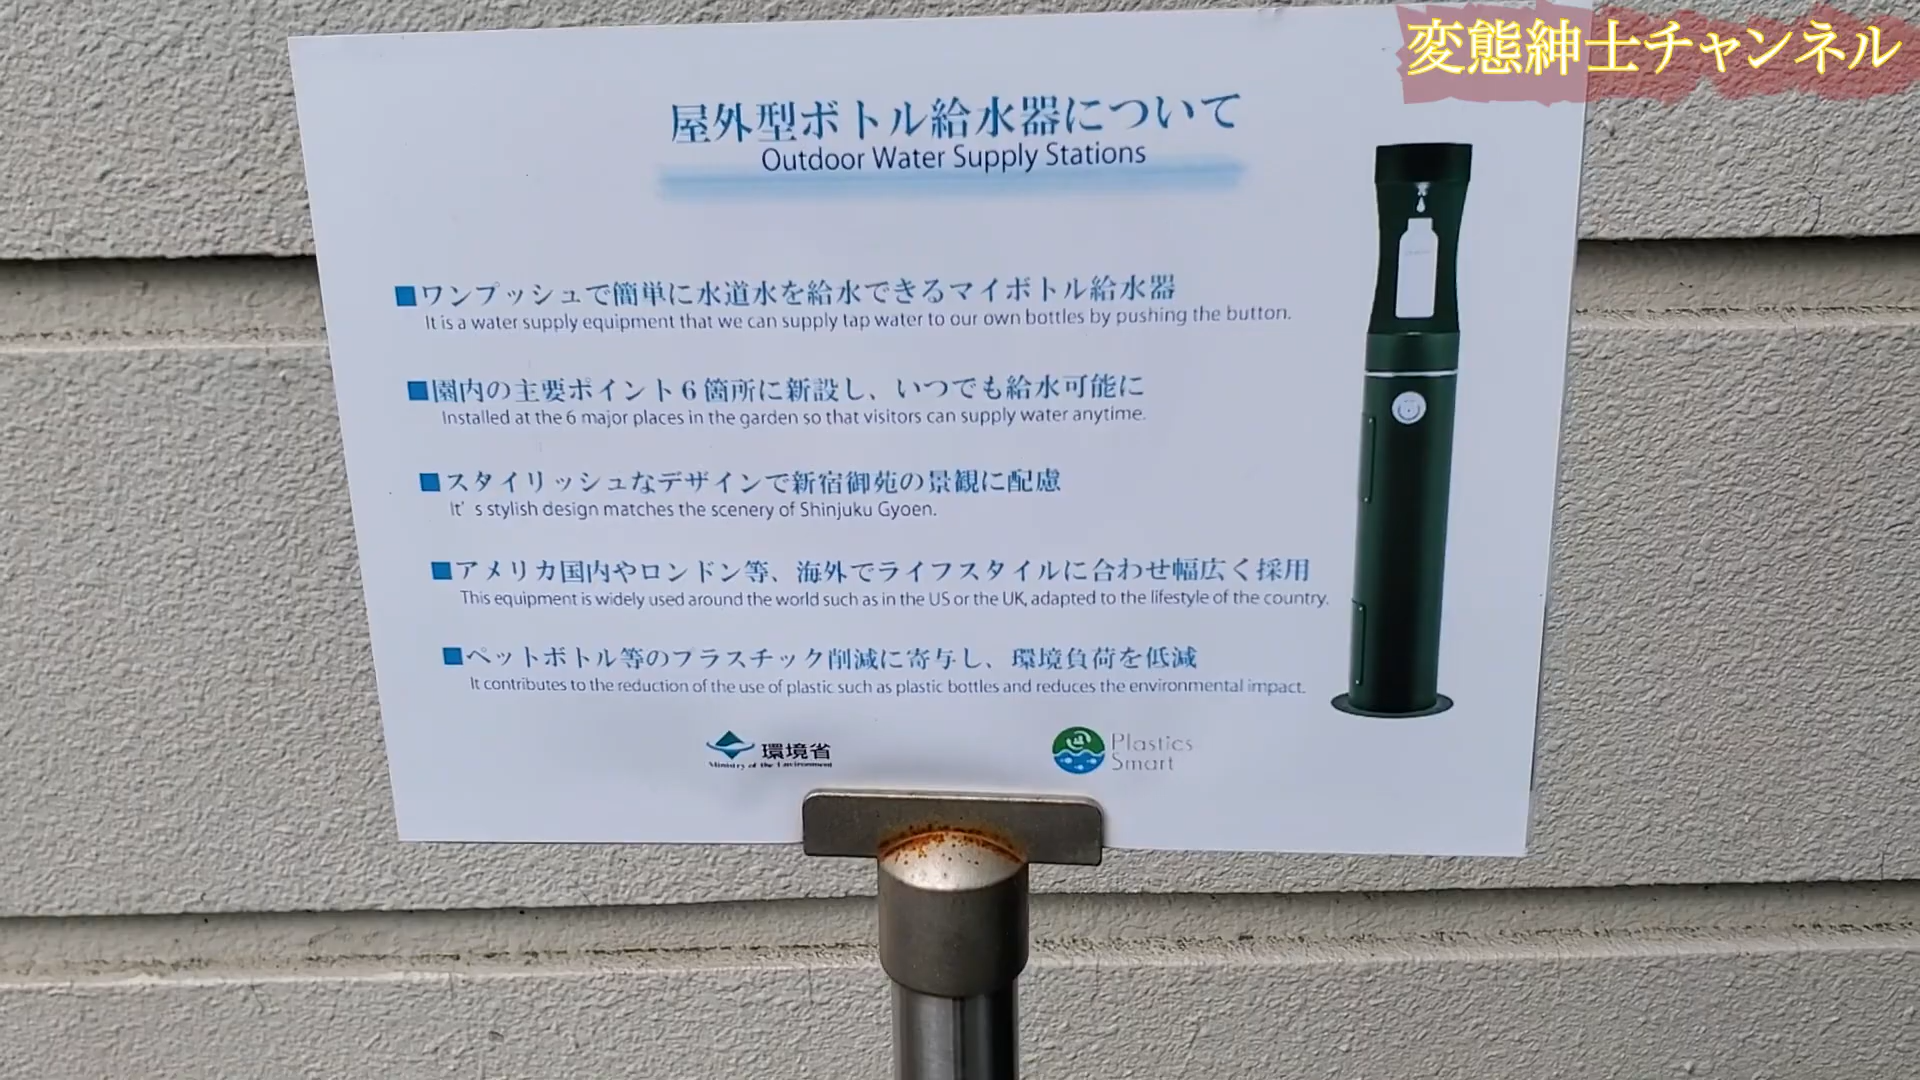 変態紳士チャンネル
屋外型ボトル給水器について
Outdoor Water Supply Stations
■ワンプッシュで簡単に水道水を給水できるマイボトル給水器
It is a water supply equipment that we can supply tap water to our own bottles by pushing the button.
■園内の主要ポイント６箇所に新設し、いつでも給水可能に
Installed at the 6 major places in the garden so that visitors can supply water anytime.
■スタイリッシュなデザインで新宿御苑の景観に配慮
It’s stylish design matches the scenery of Shinjuku Gyoen.
■アメリカ国内やロンドン等、海外でライフスタイルに合わせ幅広く採用
This equipment is widely used around the world such as in the US or the UK, adapted to the lifestyle of the country.
■ペットボトル等のプラスチック削減に寄与し、環境負荷を低減
It contributes to the reduction of the use of plastic such as plastic bottles and reduces the environmental impact.
環境省
Ministry of the Environment
Plastics
Smart